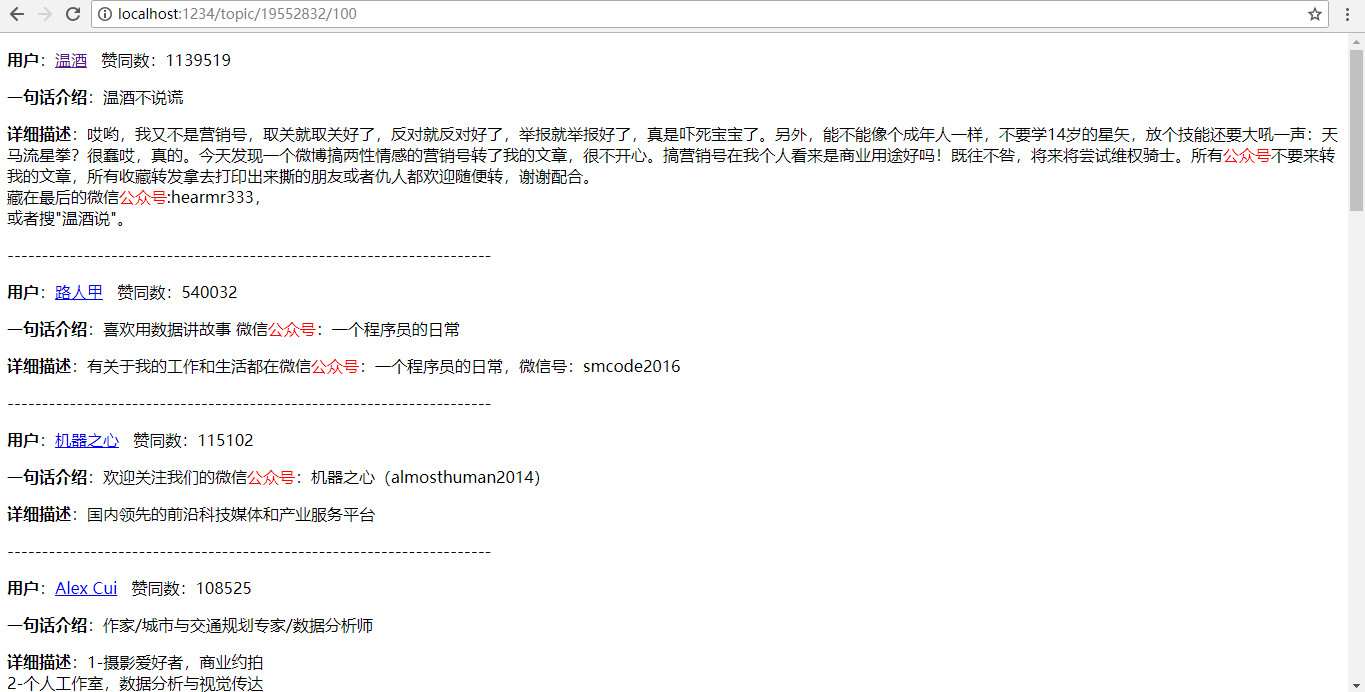 localhost:1234/topic/19552832/100
用户：温酒 赞同数：1139519
一句话介绍：温酒不说谎
详细描述：哎哟，我又不是营销号，取关就取关好了，反对就反对好了，举报就举报好了，真是吓死宝宝了。另外，能不能像个成年人一样，不要学14岁的星矢，放个技能还要大吼一声：天
马流星拳？很蠢哎，真的。今天发现一个微博搞两性情感的营销号转了我的文章，很不开心。搞营销号在我个人看来是商业用途好吗！既往不咎，将来将尝试维权骑士。所有公众号不要来转
我的文章，所有收藏转发拿去打印出来撕的朋友或者仇人都欢迎随便转，谢谢配合。
藏在最后的微信公众号:hearmr333，
或者搜"温酒说"。
----------------------------------------------------------------------
用户：路人甲 赞同数：540032
一句话介绍：喜欢用数据讲故事 微信公众号：一个程序员的日常
详细描述：有关于我的工作和生活都在微信公众号：一个程序员的日常，微信号：smcode2016
----------------------------------------------------------------------
用户：机器之心 赞同数：115102
一句话介绍：欢迎关注我们的微信公众号：机器之心（almosthuman2014）
详细描述：国内领先的前沿科技媒体和产业服务平台
----------------------------------------------------------------------
用户：Alex Cui 赞同数：108525
一句话介绍：作家/城市与交通规划专家/数据分析师
详细描述：1-摄影爱好者，商业约拍
2-个人工作室，数据分析与视觉传达